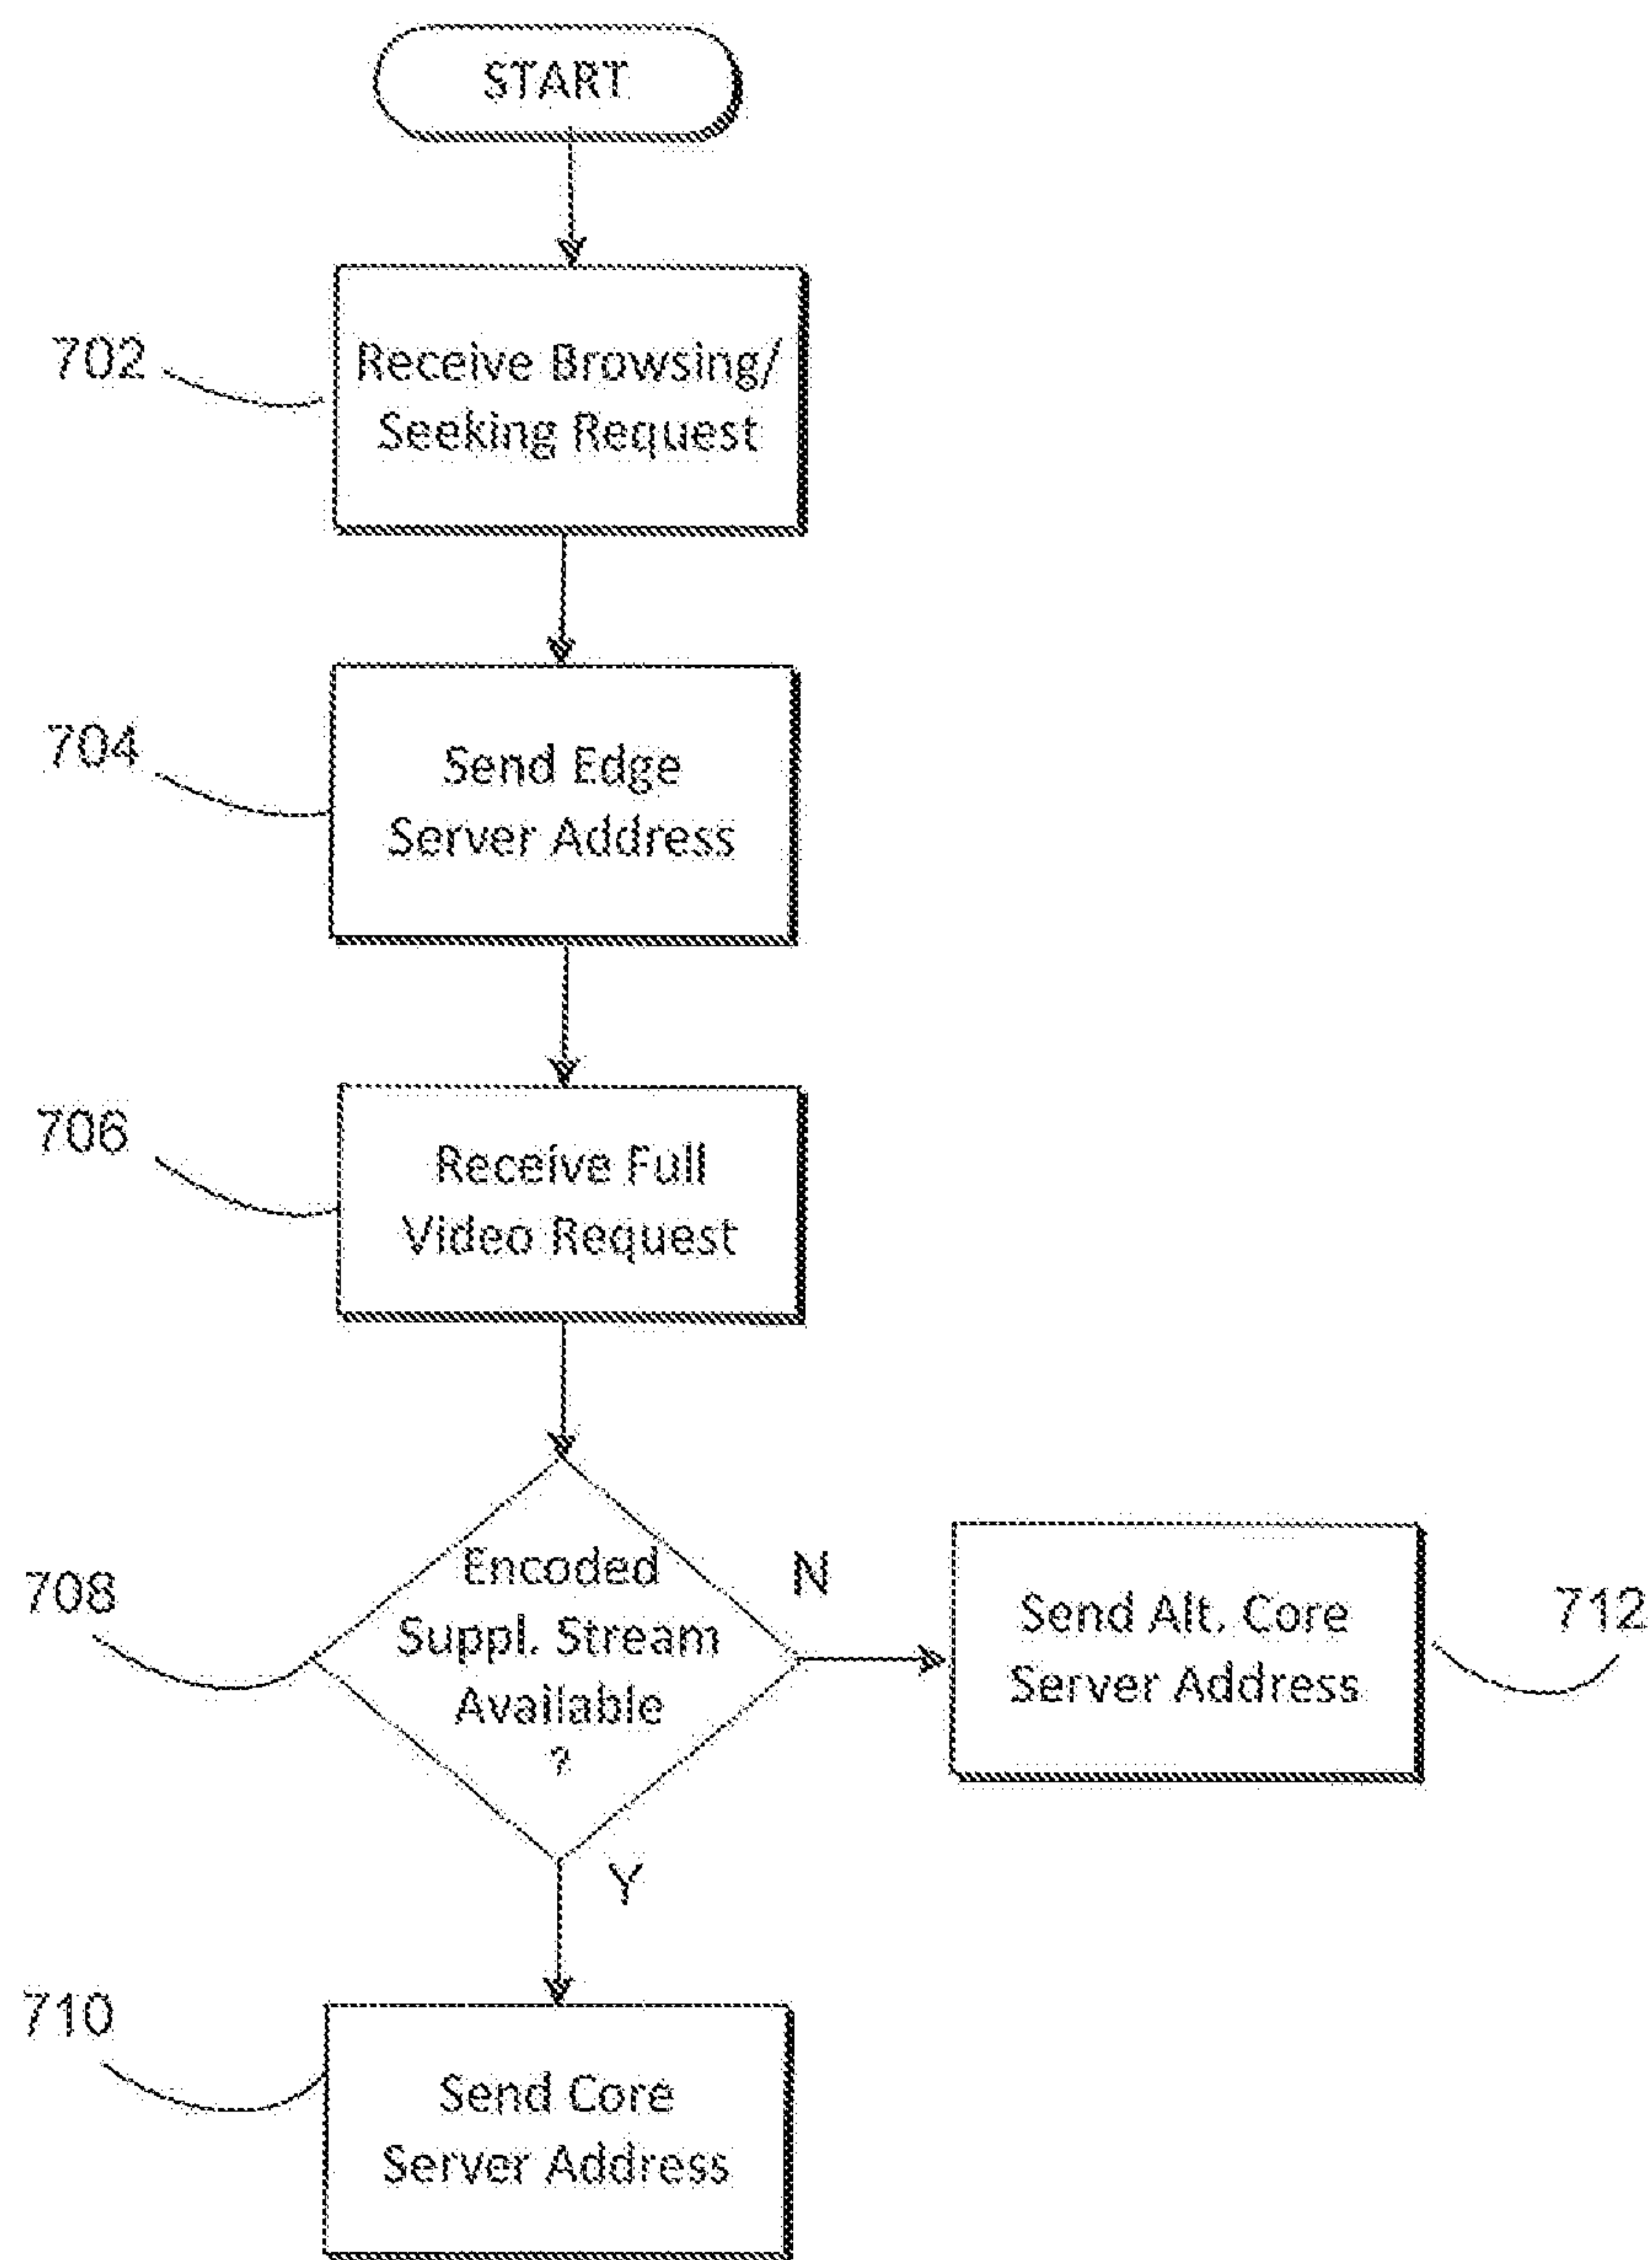 START
702
Receive Browsing/
Seeking Request
704
Send Edge
Server Address
706
Receive Full
Video Request
708
Encoded
Suppl. Stream
Available
?
N
Send Alt. Core
Server Address
712
Y
710
Send Core
Server Address